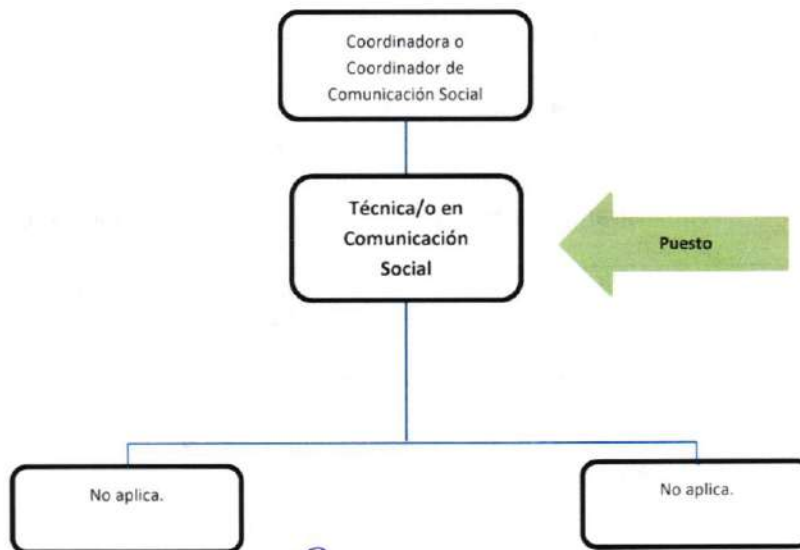 Coordinadora o
Coordinador de
Comunicación Social
Técnica/o en
Comunicación
Social
Puesto
No aplica.
No aplica.